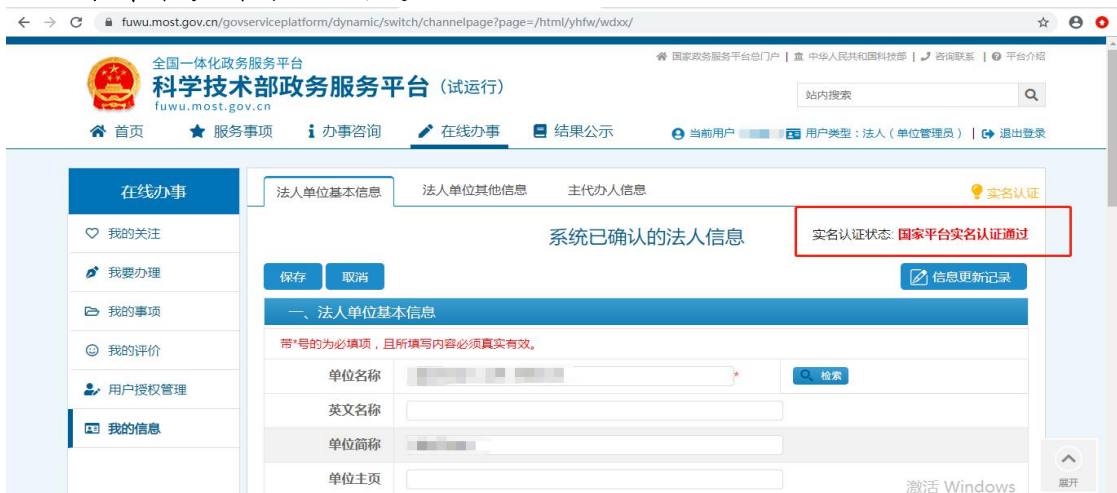 fuwu.most.gov.cn/govserviceplatform/dynamic/switch/channelpage?page=/html/yhfw/wdxx/
全国一体化政务服务平台
国家政务服务平台总门户 | 中华人民共和国科技部 | 咨询联系 | 平台介绍
科学技术部政务服务平台（试运行）
fuwu.most.gov.cn
站内搜索
首页 服务事项 办事咨询 在线办事 结果公示 当前用户 用户类型：法人（单位管理员） | 退出登录
在线办事
法人单位基本信息 法人单位其他信息 主代办人信息
实名认证
我的关注
系统已确认的法人信息
实名认证状态: 国家平台实名认证通过
我要办理
保存 取消 信息更新记录
我的事项
一、法人单位基本信息
带*号的为必填项，且所填写内容必须真实有效。
我的评价
单位名称 * 检索
用户授权管理
英文名称
我的信息
单位简称
单位主页
激活 Windows
展开